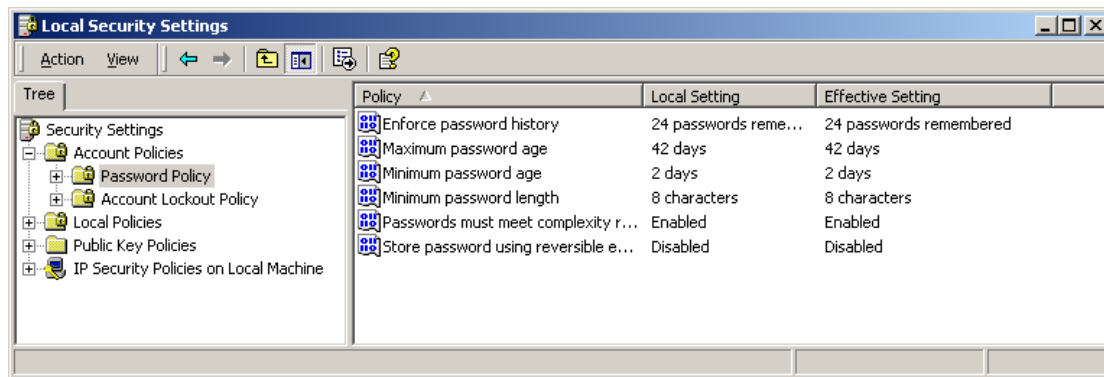 Local Security Settings
Action View
Tree
Policy Local Setting Effective Setting
Security Settings
Account Policies
Password Policy
Account Lockout Policy
Local Policies
Public Key Policies
IP Security Policies on Local Machine
Enforce password history 24 passwords reme... 24 passwords remembered
Maximum password age 42 days 42 days
Minimum password age 2 days 2 days
Minimum password length 8 characters 8 characters
Passwords must meet complexity r... Enabled Enabled
Store password using reversible e... Disabled Disabled